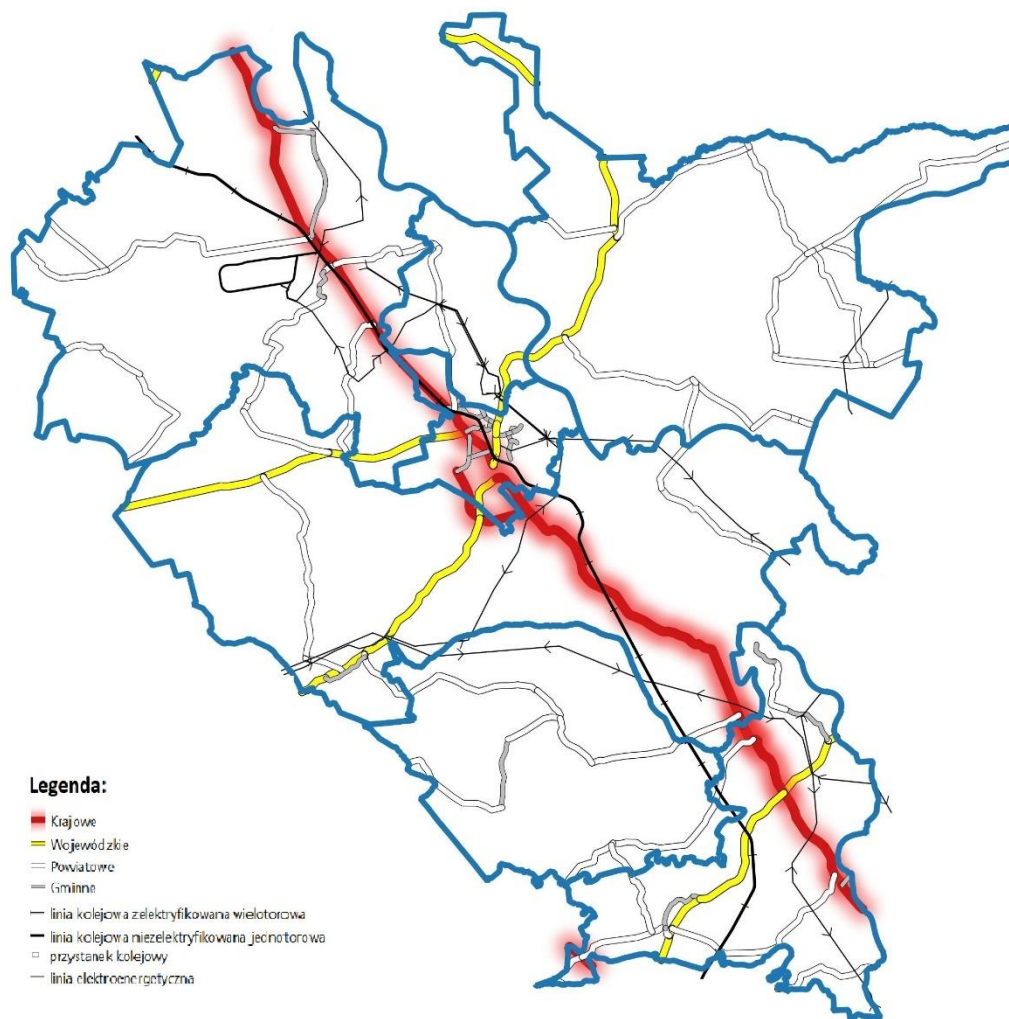 Legenda:
Krajowe
Wojewódzkie
Powiatowe
Gminne
linia kolejowa zelektryfikowana wielotorowa
linia kolejowa niezelektryfikowana jednotorowa
przystanek kolejowy
linia elektroenergetyczna